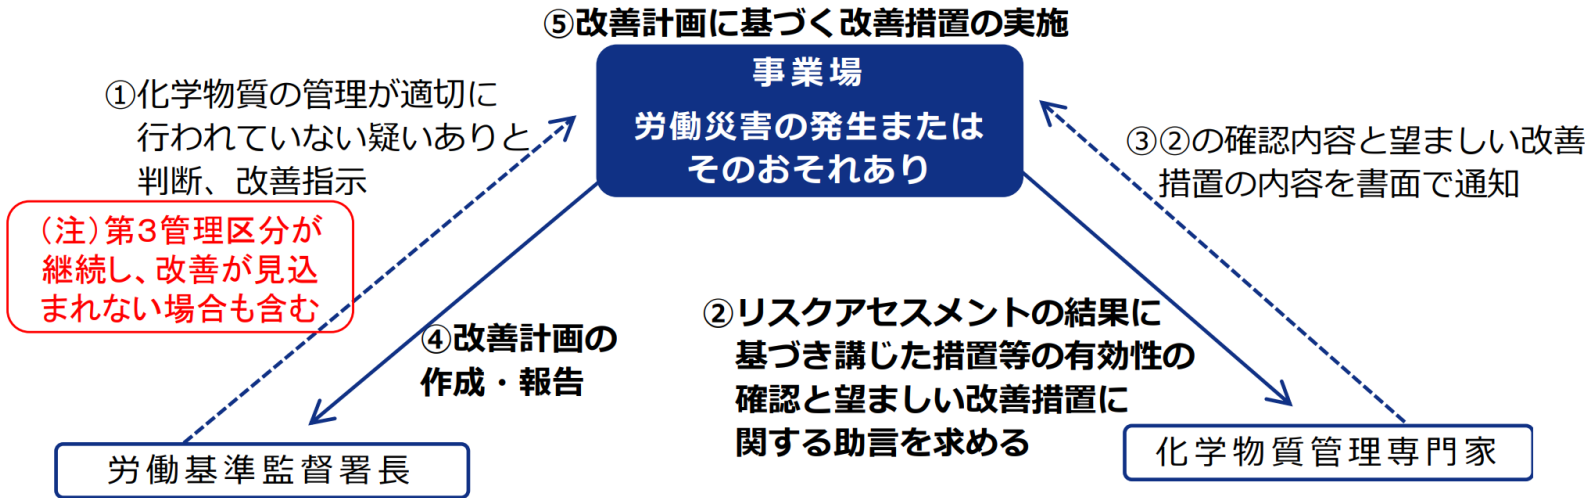 ⑤改善計画に基づく改善措置の実施
事業場
労働災害の発生または
そのおそれあり
①化学物質の管理が適切に
行われていない疑いありと
判断、改善指示
(注)第3管理区分が
継続し、改善が見込
まれない場合も含む
③②の確認内容と望ましい改善
措置の内容を書面で通知
④改善計画の
作成・報告
②リスクアセスメントの結果に
基づき講じた措置等の有効性の
確認と望ましい改善措置に
関する助言を求める
労働基準監督署長
化学物質管理専門家